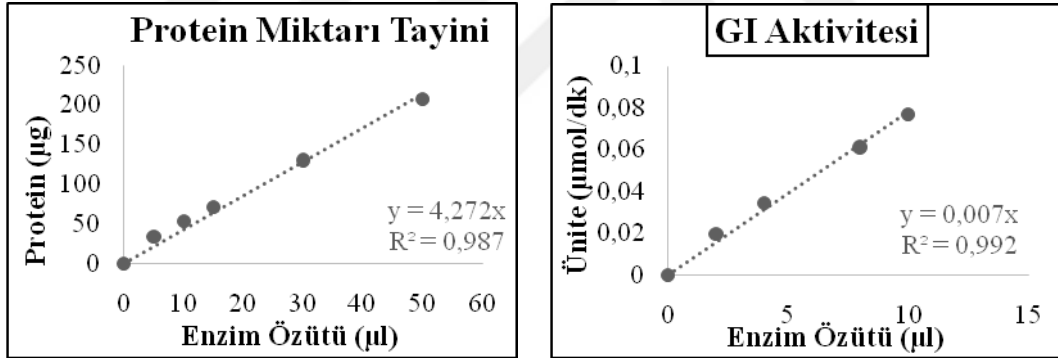 Protein Miktarı Tayini
Protein (µg)
250
200
150
100
50
0
y = 4,272x
R² = 0,987
0 10 20 30 40 50 60
Enzim Özütü (µl)
GI Aktivitesi
Ünite (µmol/dk)
0,1
0,08
0,06
0,04
0,02
0
y = 0,007x
R² = 0,992
0 5 10 15
Enzim Özütü (µl)